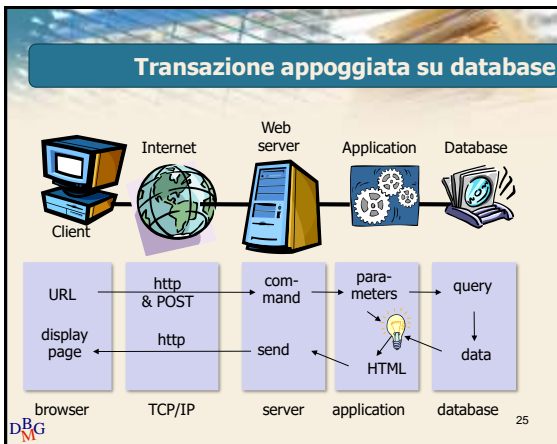 Transazione appoggiata su database
Client
Internet
Web
server
Application
Database
URL
http
& POST
com-
mand
para-
meters
query
display
page
http
send
HTML
data
browser
TCP/IP
server
application
database
DBMG
25